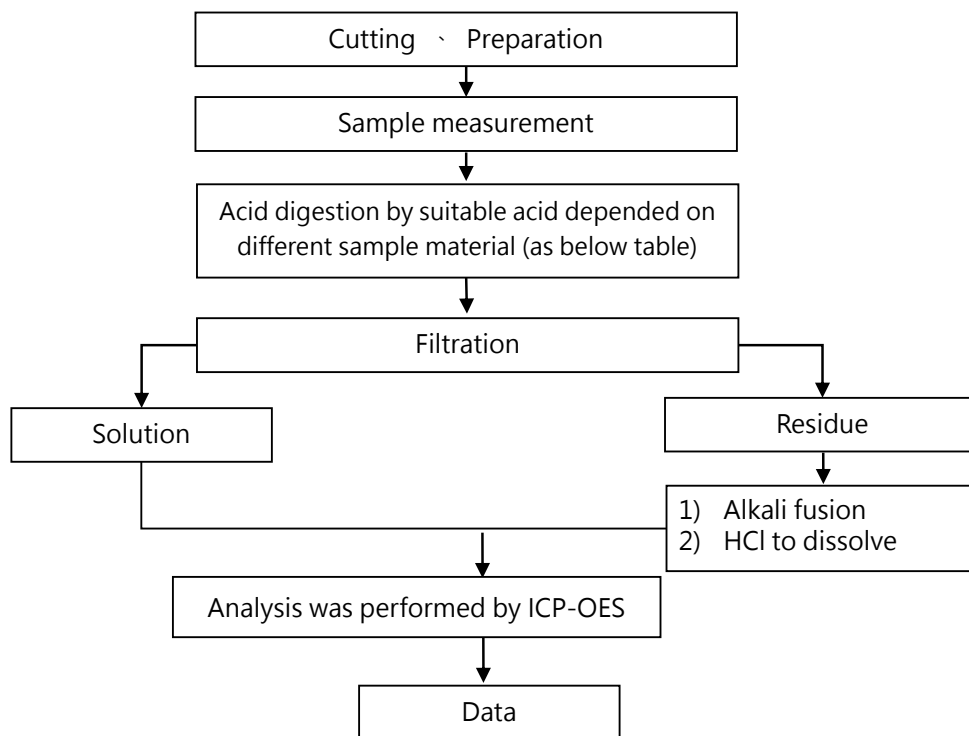 Cutting 、 Preparation
Sample measurement
Acid digestion by suitable acid depended on
different sample material (as below table)
Filtration
Solution
Residue
1) Alkali fusion
2) HCl to dissolve
Analysis was performed by ICP-OES
Data